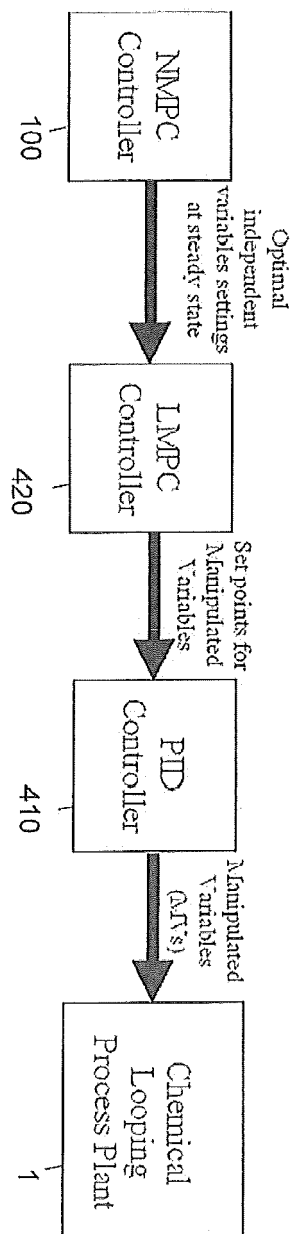 NMPC
Controller
100
Optimal
independent
variables settings
at steady state
LMPC
Controller
420
Set points for
Manipulated
Variables
PID
Controller
410
Manipulated
Variables
(MVs)
Chemical
Looping
Process Plant
1